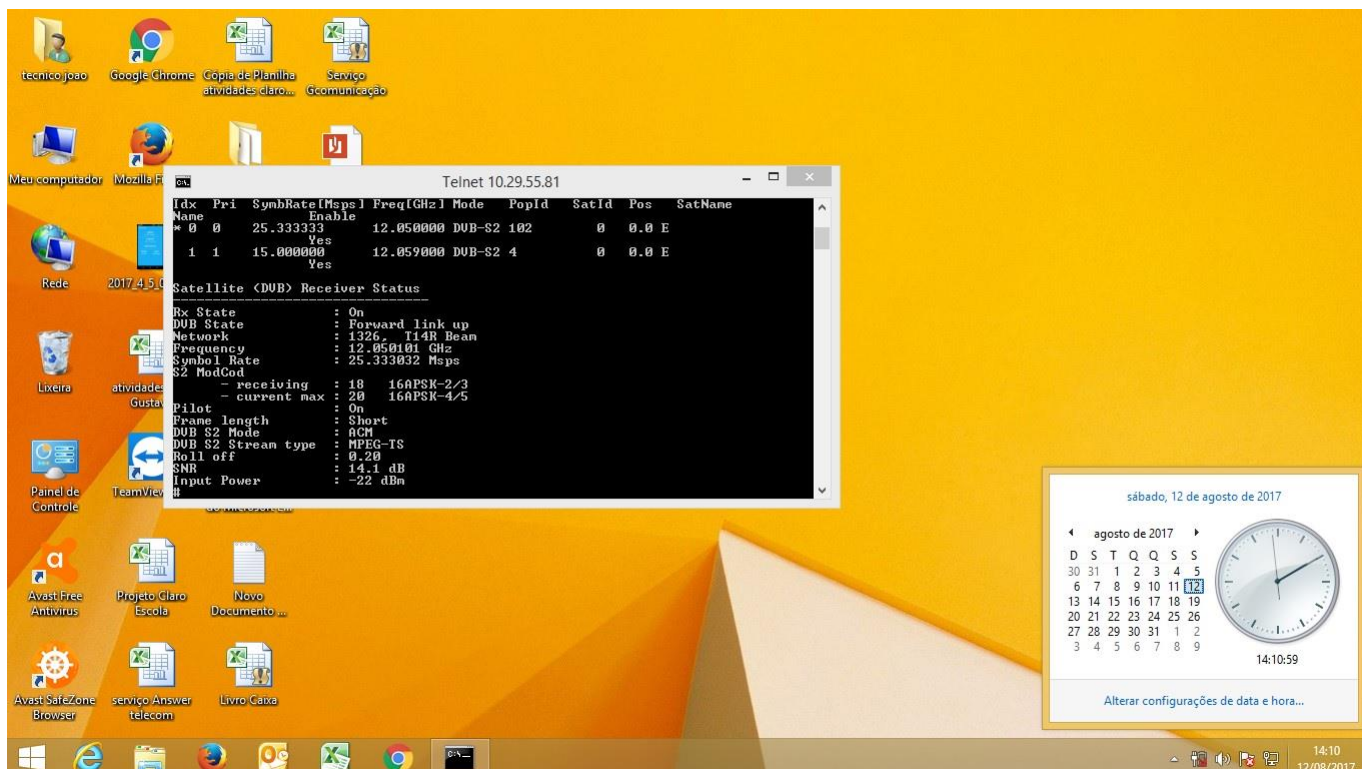 tecnico joao
Google Chrome
Cópia de Planilha
atividades claro...
Serviço
Gcomunicação
Meu computador
Mozilla Fi
Rede
2017_4_5_0
Lixeira
atividades
Gustav
Painel de
Controle
TeamView
Avast Free
Antivirus
Projeto Claro
Escola
Novo
Documento ...
Avast SafeZone
Browser
serviço Answer
telecom
Livro Caixa
Telnet 10.29.55.81
Idx Pri SymbRate[Msps] Freq[GHz] Mode PopId SatId Pos SatName
Name Enable
* 0 0 25.333333 12.050000 DVB-S2 102 0 0.0 E
Yes
1 1 15.000000 12.059000 DVB-S2 4 0 0.0 E
Yes
Satellite (DVB) Receiver Status
Rx State : On
DVB State : Forward link up
Network : 1326, T14R Beam
Frequency : 12.050101 GHz
Symbol Rate : 25.333032 Msps
S2 ModCod
- receiving : 18 16APSK-2/3
- current max : 20 16APSK-4/5
Pilot : On
Frame length : Short
DVB S2 Mode : ACM
DVB S2 Stream type : MPEG-TS
Roll off : 0.20
SNR : 14.1 dB
Input Power : -22 dBm
#
sábado, 12 de agosto de 2017
agosto de 2017
D S T Q Q S S
30 31 1 2 3 4 5
6 7 8 9 10 11 12
13 14 15 16 17 18 19
20 21 22 23 24 25 26
27 28 29 30 31 1 2
3 4 5 6 7 8 9
14:10:59
Alterar configurações de data e hora...
14:10
12/08/2017